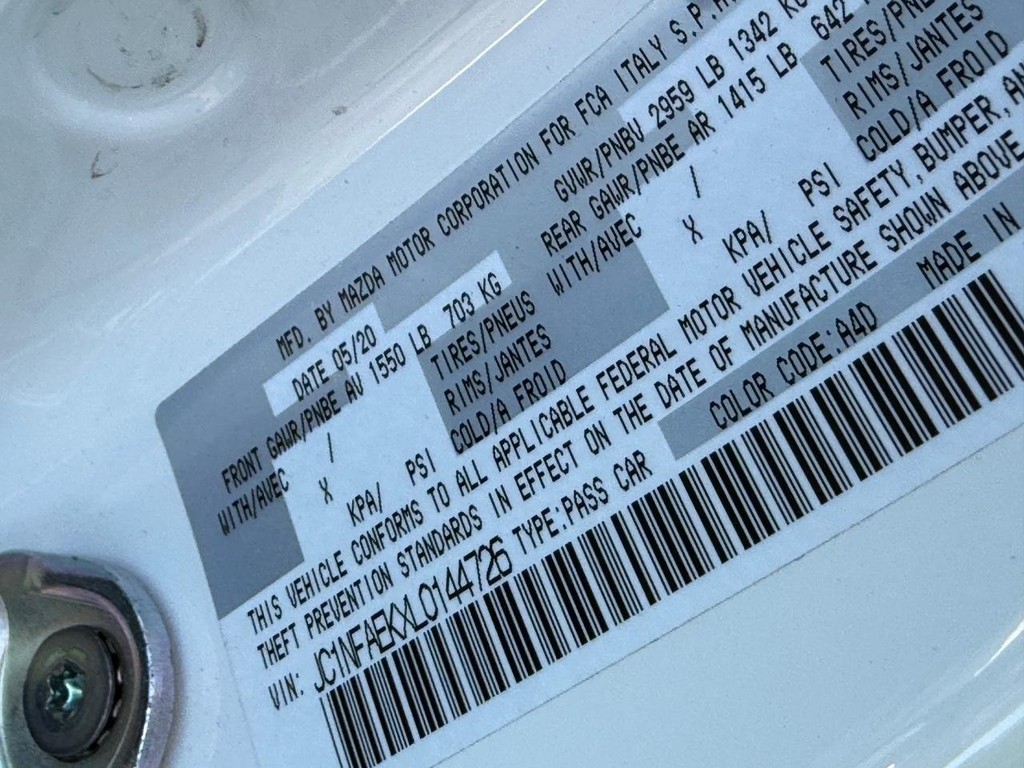 MFD. BY MAZDA MOTOR CORPORATION FOR FCA ITALY S.P.A
DATE 05/20 GVWR/PNBV 2959 LB 1342 KG
FRONT GAWR/PNBE AV 1550 LB 703 KG REAR GAWR/PNBE AR 1415 LB 642
WITH/AVEC / TIRES/PNEUS WITH/AVEC / TIRES/PNE
X RIMS/JANTES X RIMS/JANTES
KPA/ PSI COLD/A FROID KPA/ PSI COLD/A FROID
THIS VEHICLE CONFORMS TO ALL APPLICABLE FEDERAL MOTOR VEHICLE SAFETY, BUMPER, AN
THEFT PREVENTION STANDARDS IN EFFECT ON THE DATE OF MANUFACTURE SHOWN ABOVE
VIN: JC1NFAEKXL0144726 TYPE:PASS CAR COLOR CODE:A4D MADE IN